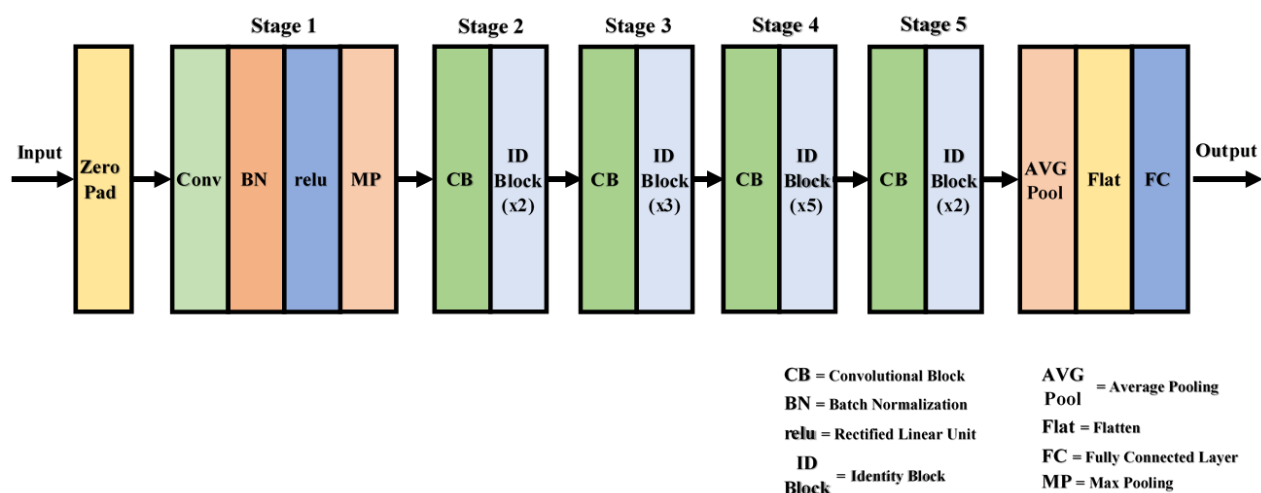 Stage 1
Stage 2
Stage 3
Stage 4
Stage 5
Input
Zero
Pad
Conv
BN
relu
MP
CB
ID
Block
(x2)
CB
ID
Block
(x3)
CB
ID
Block
(x5)
CB
ID
Block
(x2)
AVG
Pool
Flat
FC
Output
CB = Convolutional Block
BN = Batch Normalization
relu = Rectified Linear Unit
ID
Block = Identity Block
AVG
Pool = Average Pooling
Flat = Flatten
FC = Fully Connected Layer
MP = Max Pooling